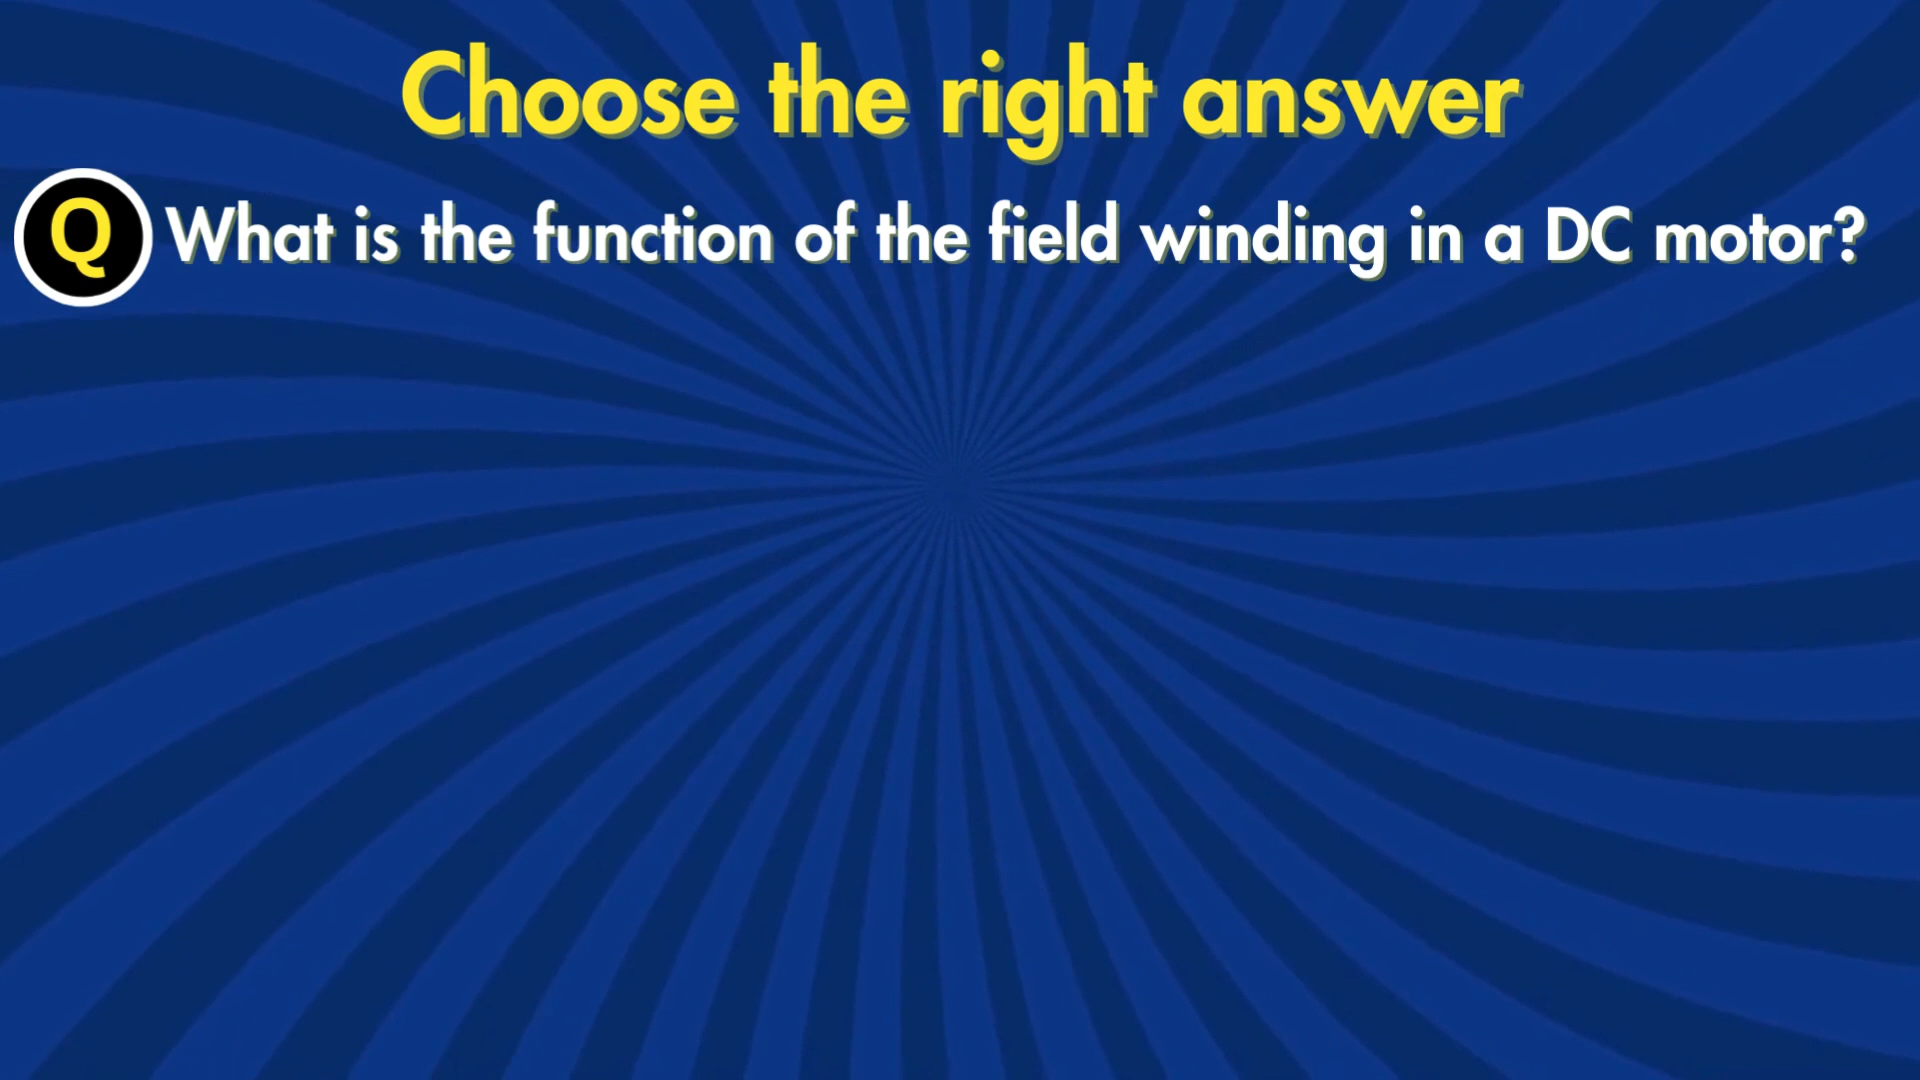 Choose the right answer
Q What is the function of the field winding in a DC motor?